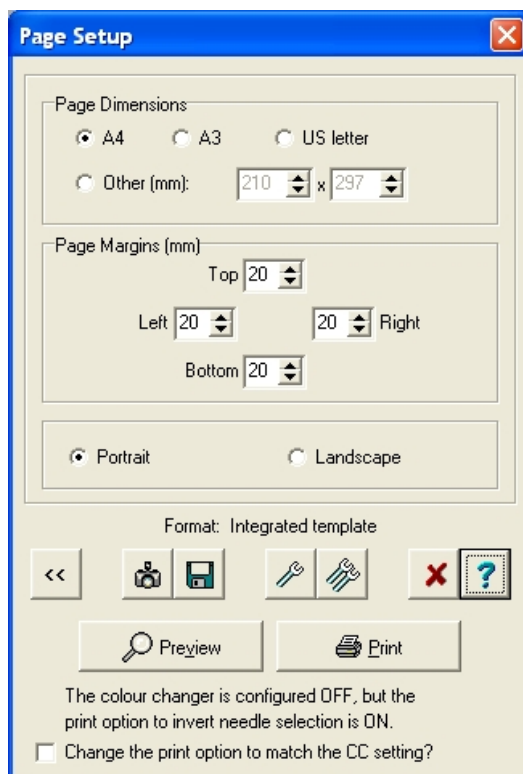 Page Setup
Page Dimensions
A4 A3 US letter
Other (mm): 210 x 297
Page Margins (mm)
Top 20
Left 20 20 Right
Bottom 20
Portrait Landscape
Format: Integrated template
<< ?
Preview Print
The colour changer is configured OFF, but the
print option to invert needle selection is ON.
Change the print option to match the CC setting?